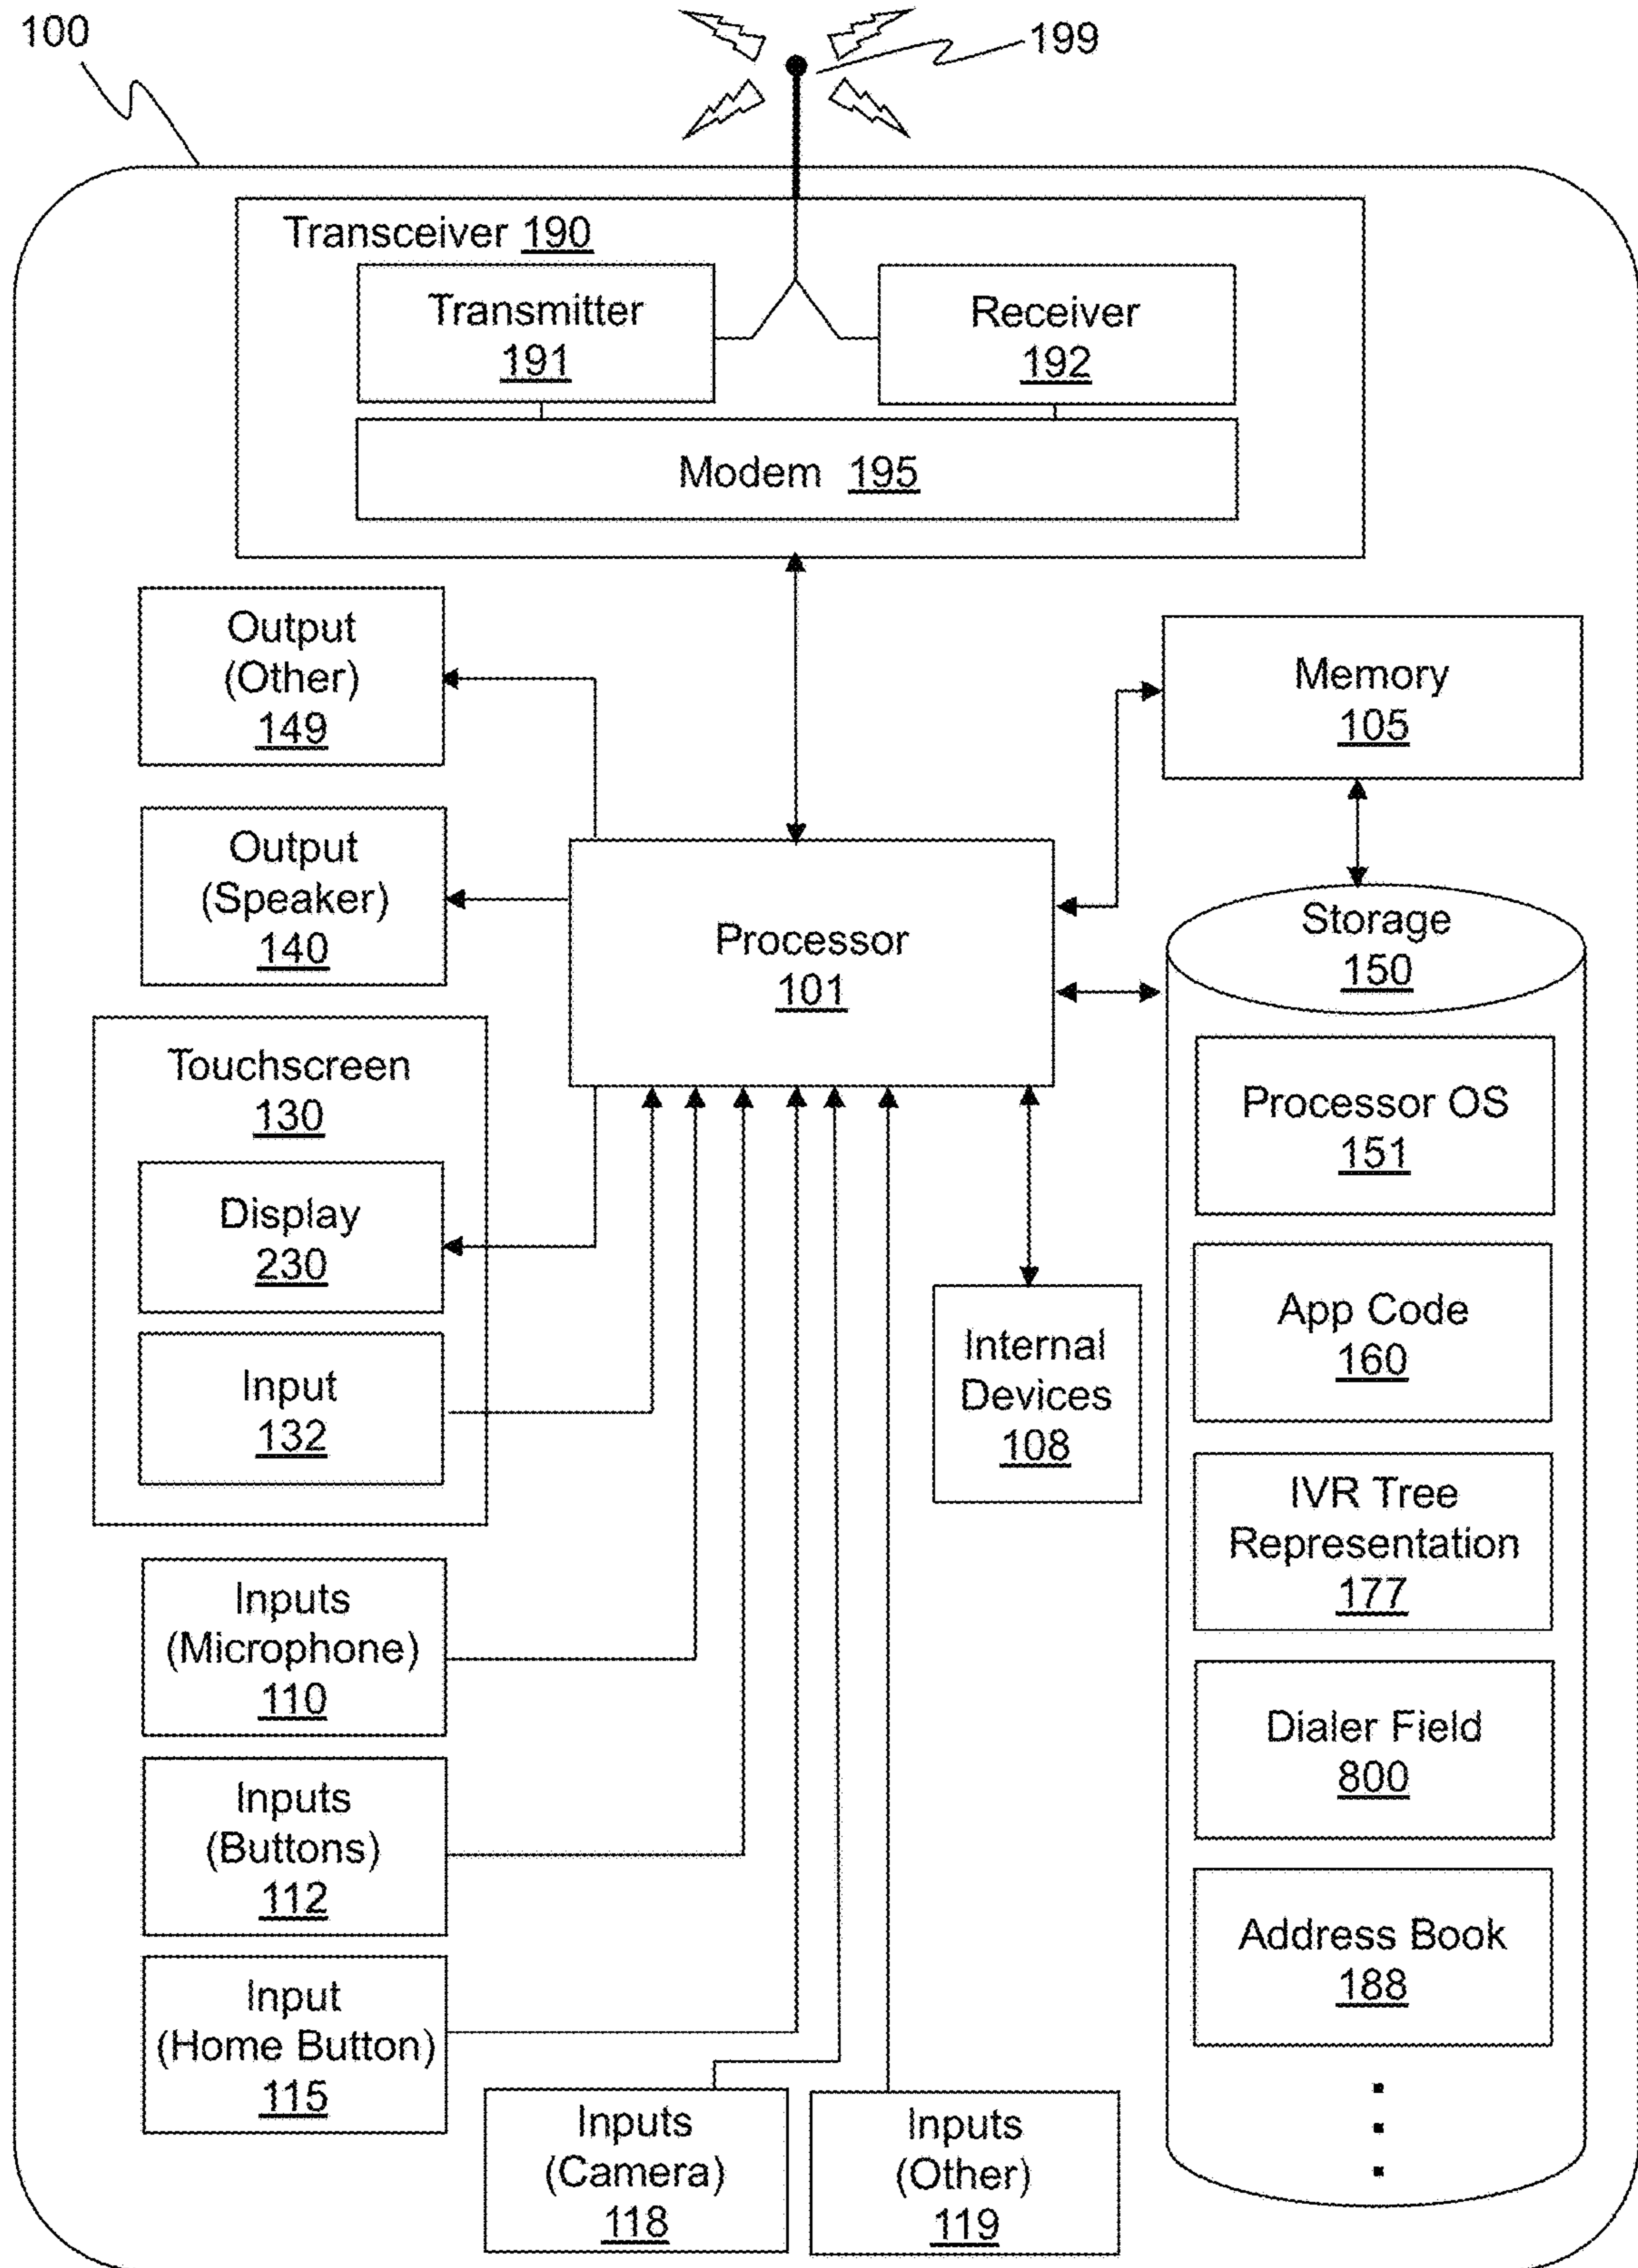 100
199
Transceiver 190
Transmitter
191
Receiver
192
Modem 195
Output
(Other)
149
Memory
105
Output
(Speaker)
140
Processor
101
Storage
150
Touchscreen
130
Display
230
Input
132
Internal
Devices
108
Processor OS
151
App Code
160
IVR Tree
Representation
177
Dialer Field
800
Address Book
188
Inputs
(Microphone)
110
Inputs
(Buttons)
112
Input
(Home Button)
115
Inputs
(Camera)
118
Inputs
(Other)
119